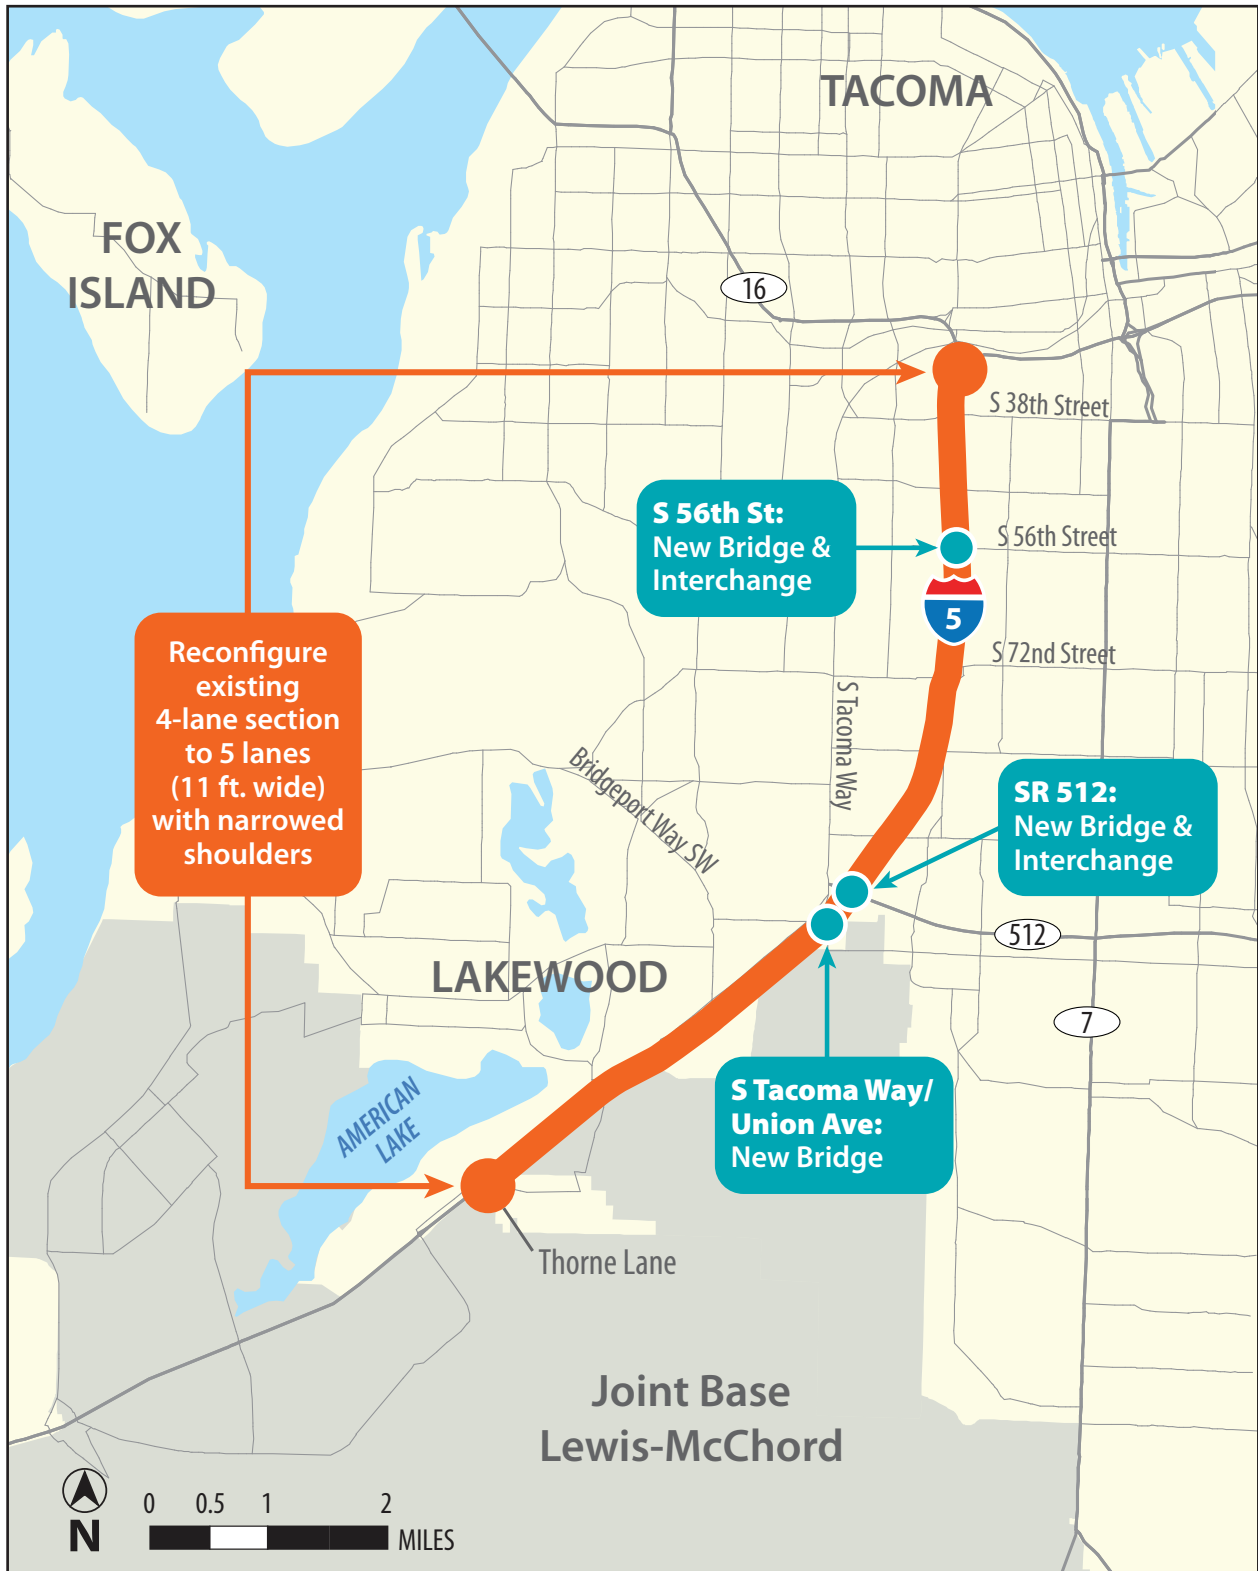 TACOMA
FOX
ISLAND
16
S 38th Street
S 56th St:
New Bridge &
Interchange
S 56th Street
5
Reconfigure
existing
4-lane section
to 5 lanes
(11 ft. wide)
with narrowed
shoulders
S 72nd Street
S Tacoma Way
Bridgeport Way SW
SR 512:
New Bridge &
Interchange
512
LAKEWOOD
7
AMERICAN
LAKE
S Tacoma Way/
Union Ave:
New Bridge
Thorne Lane
Joint Base
Lewis-McChord
N
0 0.5 1 2
MILES